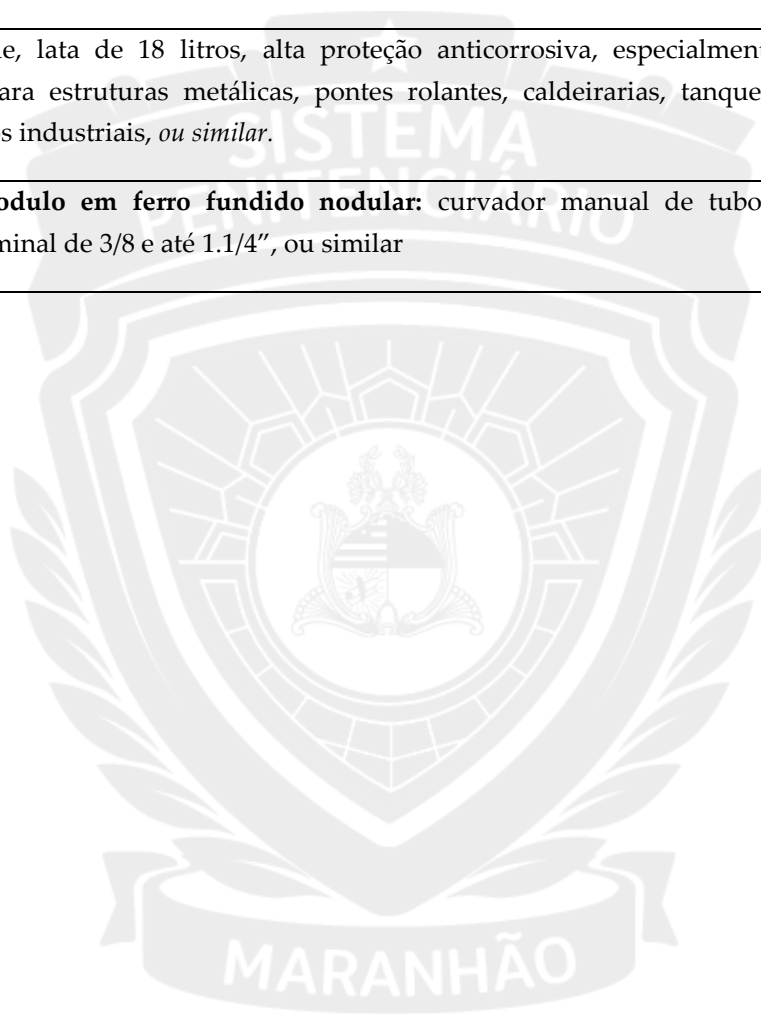 e, lata de 18 litros, alta proteção anticorrosiva, especialmen
ara estruturas metálicas, pontes rolantes, caldeirarias, tanque
s industriais, ou similar.
odulo em ferro fundido nodular: curvador manual de tubo
minal de 3/8 e até 1.1/4”, ou similar
SISTEMA
PENITENCIÁRIO
MARANHÃO